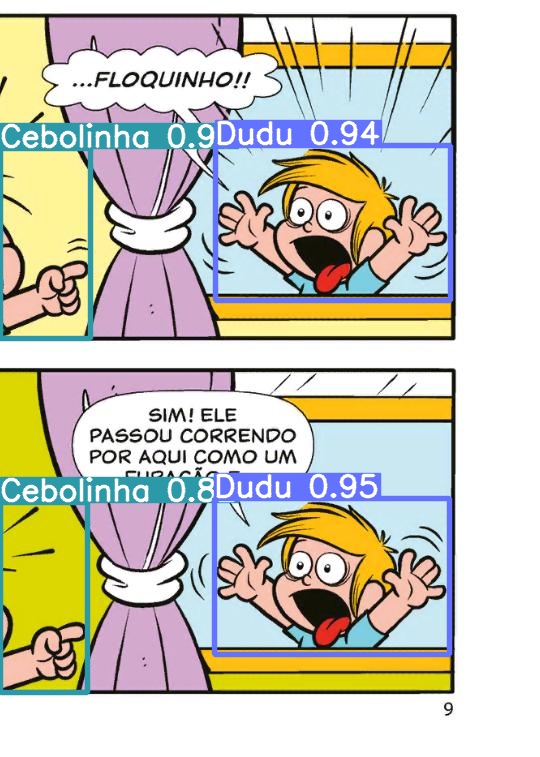 ...FLOQUINHO!!
Cebolinha 0.9
Dudu 0.94
SIM! ELE
PASSOU CORRENDO
POR AQUI COMO UM
FURACÃO E...
Cebolinha 0.8
Dudu 0.95
9